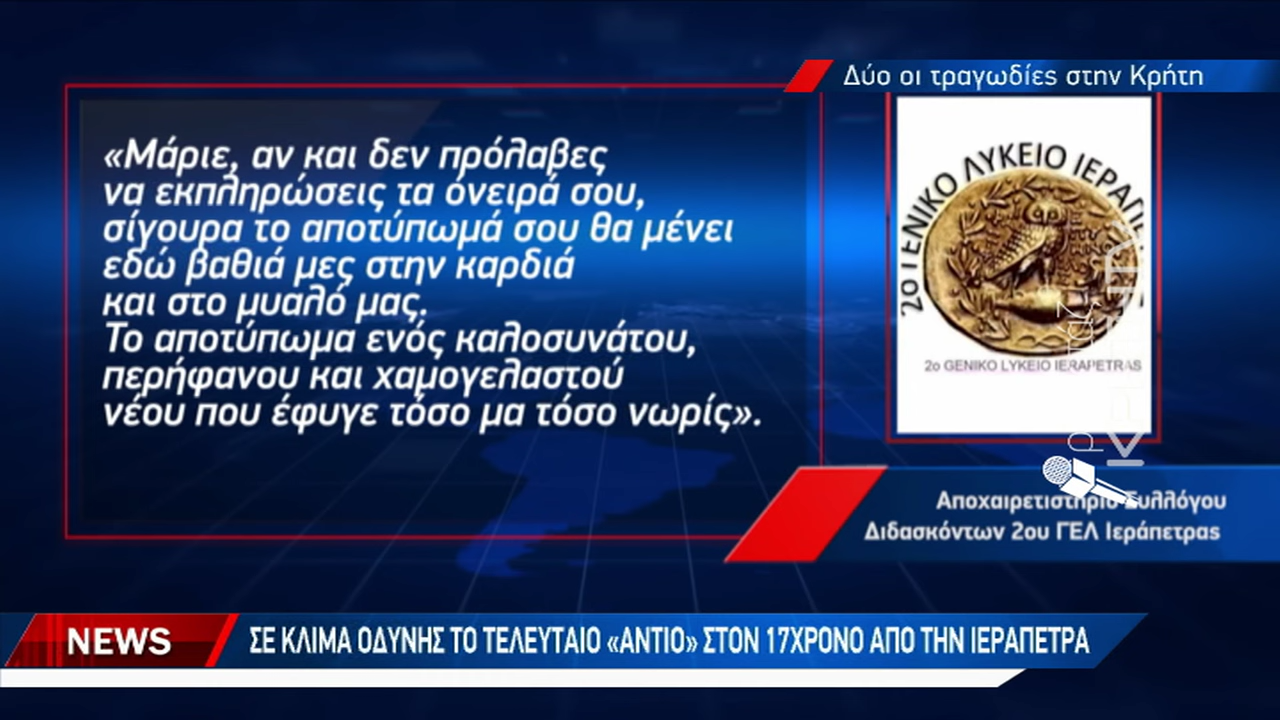 Δύο οι τραγωδίες στην Κρήτη
«Μάριε, αν και δεν πρόλαβες
να εκπληρώσεις τα όνειρά σου,
σίγουρα το αποτύπωμά σου θα μένει
εδώ βαθιά μες στην καρδιά
και στο μυαλό μας.
Το αποτύπωμα ενός καλοσυνάτου,
περήφανου και χαμογελαστού
νέου που έφυγε τόσο μα τόσο νωρίς».
2ο ΓΕΝΙΚΟ ΛΥΚΕΙΟ
2ο GENIKO LYKEIO IERAPETRAS
Αποχαιρετιστήριο Συλλόγου
Διδασκόντων 2ου ΓΕΛ Ιεράπετρας
NEWS
ΣΕ ΚΛΙΜΑ ΟΔΥΝΗΣ ΤΟ ΤΕΛΕΥΤΑΙΟ «ΑΝΤΙΟ» ΣΤΟΝ 17ΧΡΟΝΟ ΑΠΟ ΤΗΝ ΙΕΡΑΠΕΤΡΑ